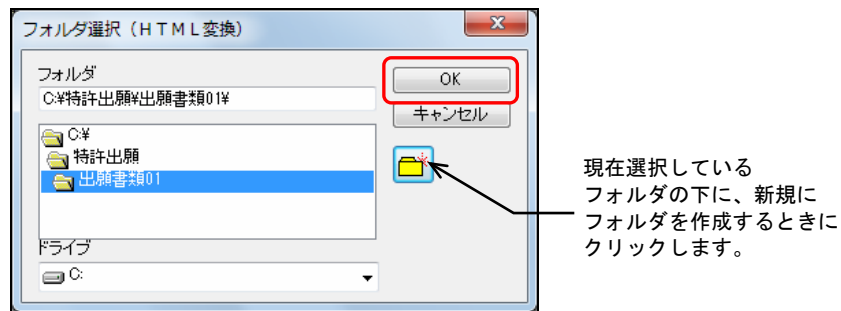 フォルダ選択（ＨＴＭＬ変換）
フォルダ
C:¥特許出願¥出願書類01¥
OK
キャンセル
C:¥
特許出願
出願書類01
現在選択している
フォルダの下に、新規に
フォルダを作成するときに
クリックします。
ドライブ
C: